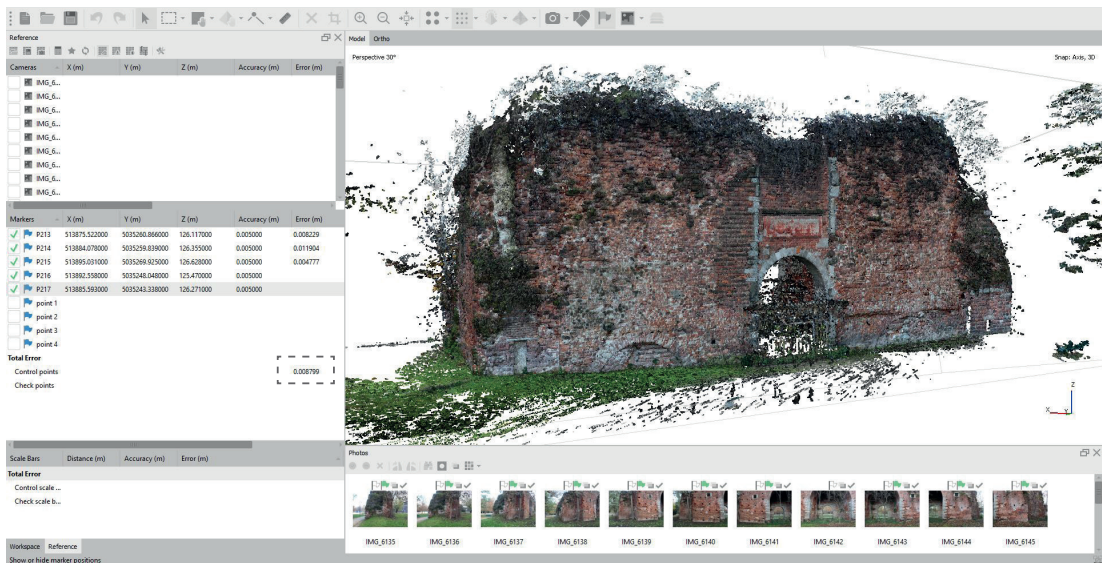 Reference
Cameras X (m) Y (m) Z (m) Accuracy (m) Error (m)
IMG_6...
IMG_6...
IMG_6...
IMG_6...
IMG_6...
IMG_6...
IMG_6...
IMG_6...
IMG_6...
Markers X (m) Y (m) Z (m) Accuracy (m) Error (m)
P213 513875.522000 5035260.866000 126.117000 0.005000 0.008229
P214 513884.078000 5035259.839000 126.355000 0.005000 0.011904
P215 513895.031000 5035269.925000 126.628000 0.005000 0.004777
P216 513892.558000 5035248.048000 125.470000 0.005000
P217 513885.593000 5035243.338000 126.271000 0.005000
point 1
point 2
point 3
point 4
Total Error
Control points 0.008799
Check points
Scale Bars Distance (m) Accuracy (m) Error (m)
Total Error
Control scale ...
Check scale b...
Workspace Reference
Show or hide marker positions
Model Ortho
Perspective 30°
Snap: Axis, 3D
Z
X Y
Photos
IMG_6135 IMG_6136 IMG_6137 IMG_6138 IMG_6139 IMG_6140 IMG_6141 IMG_6142 IMG_6143 IMG_6144 IMG_6145